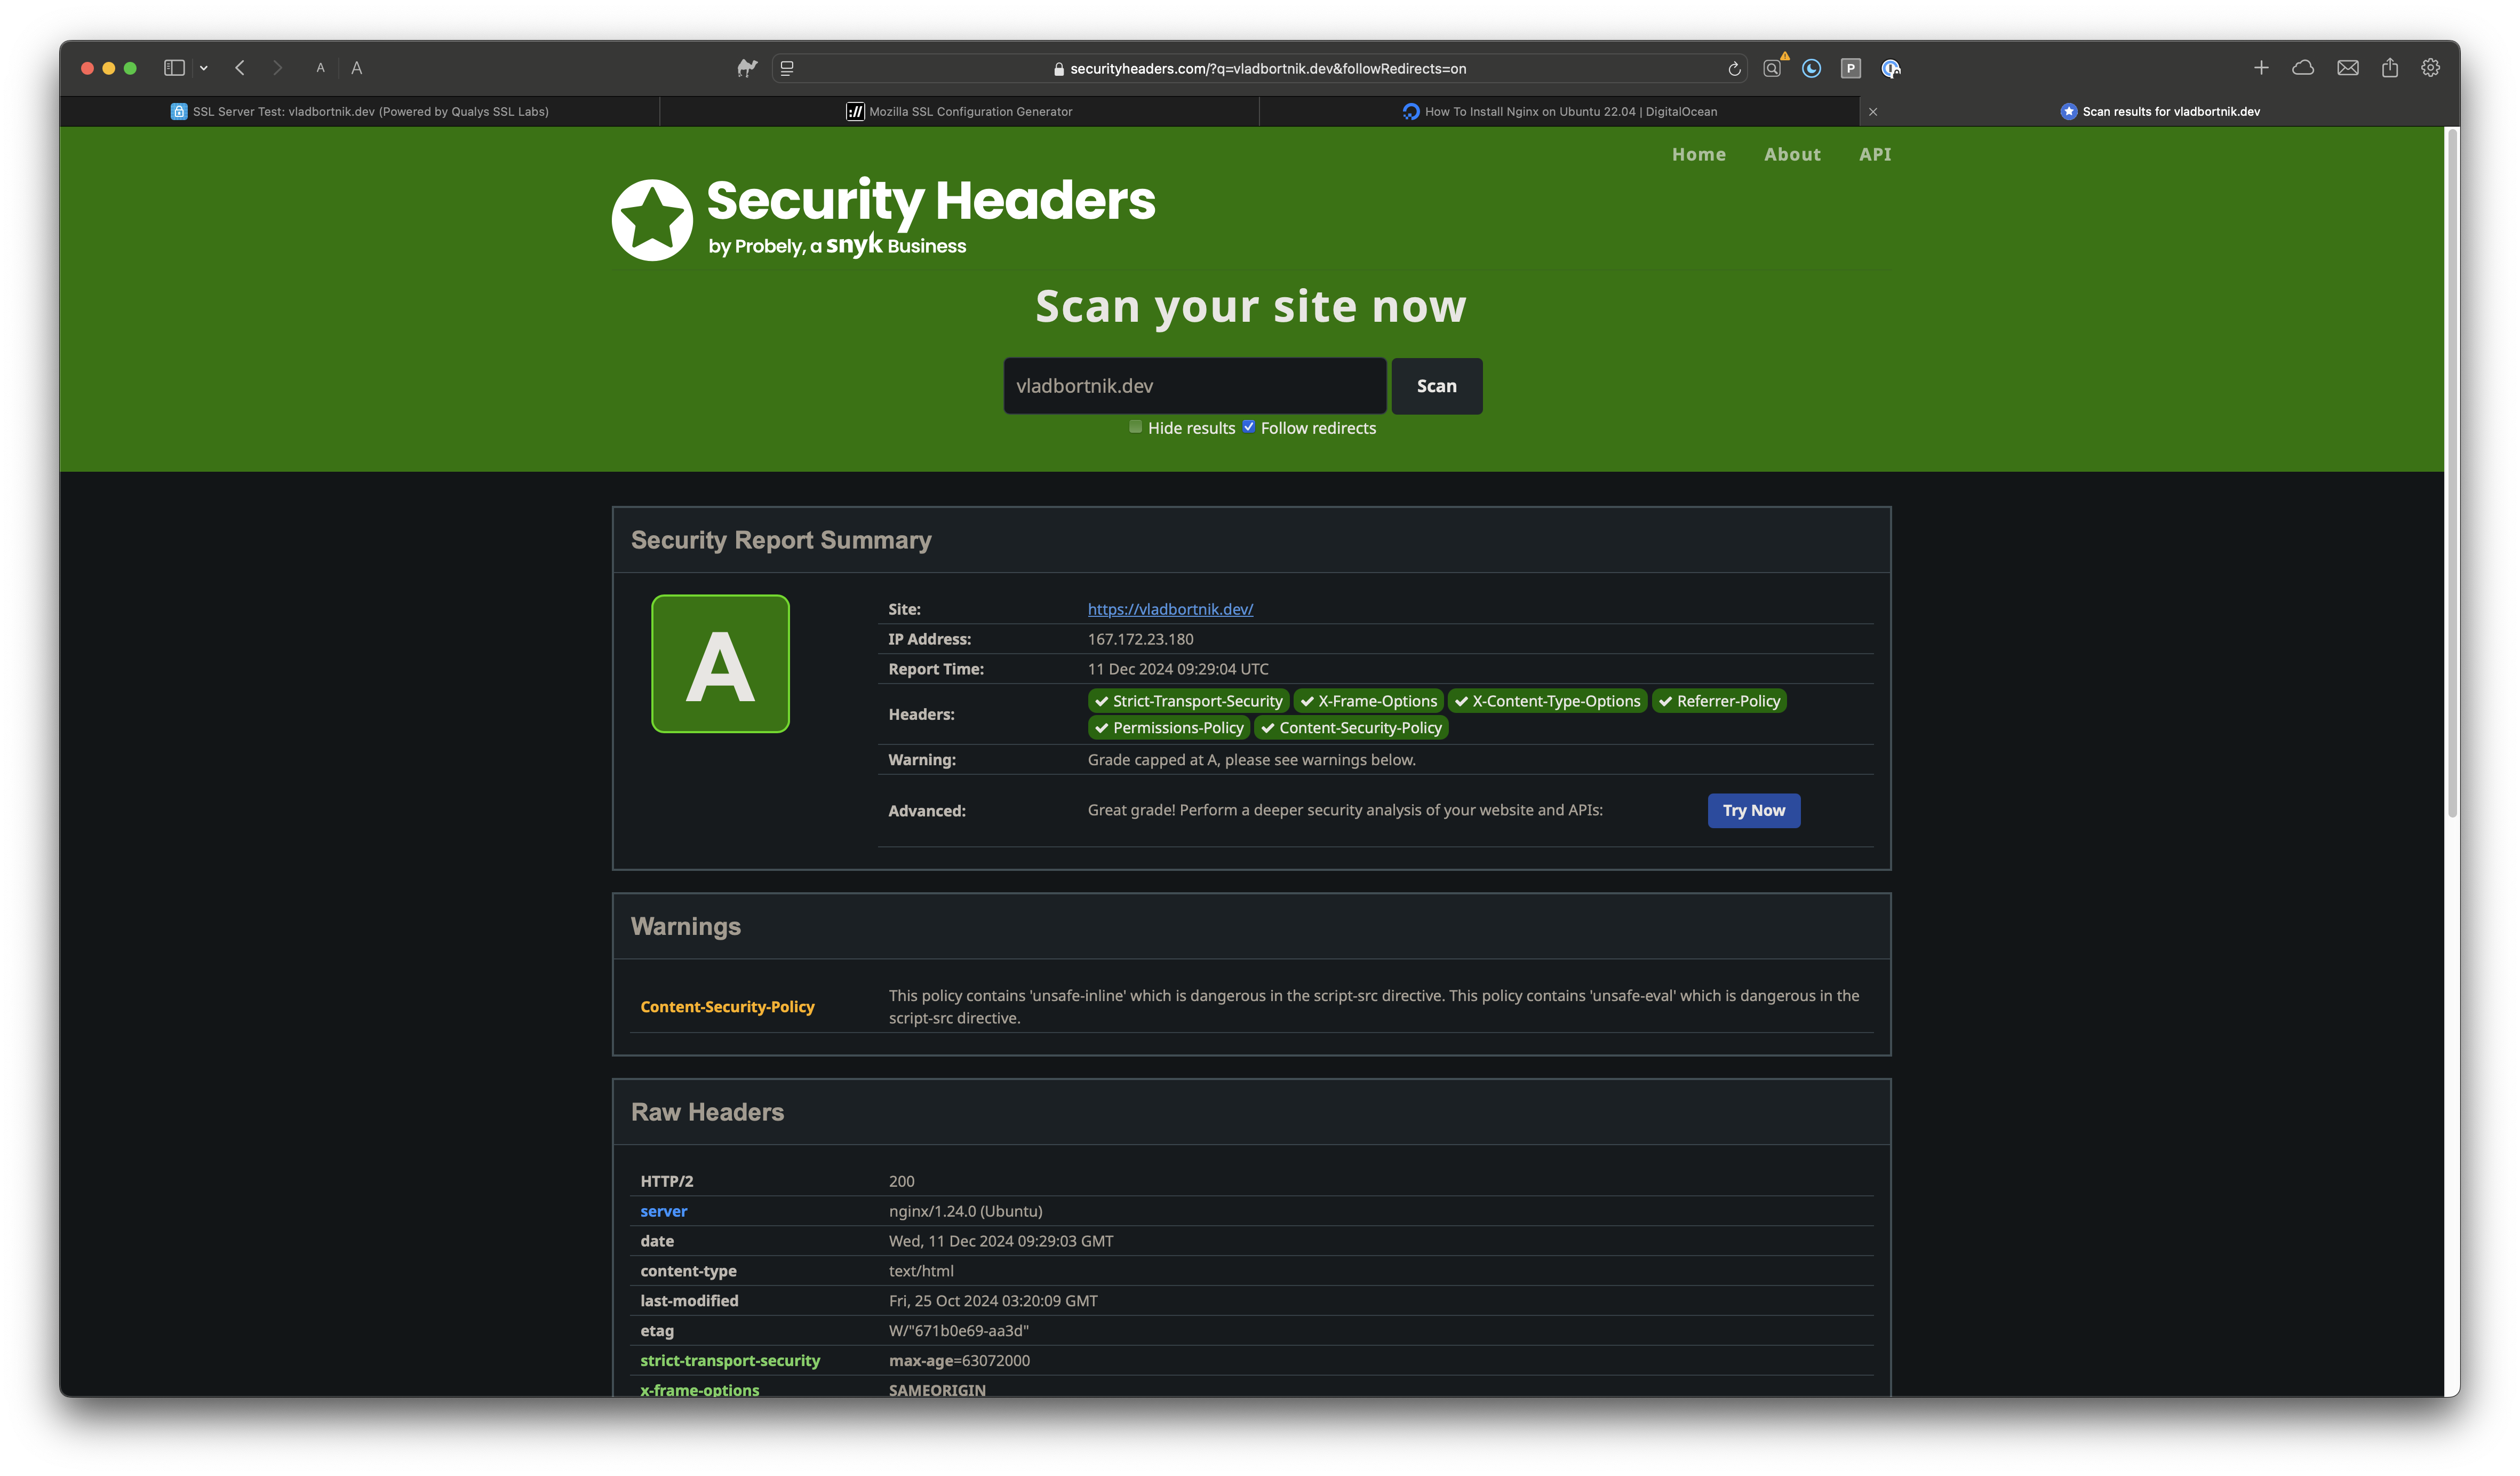 A A
securityheaders.com/?q=vladbortnik.dev&followRedirects=on
P
SSL Server Test: vladbortnik.dev (Powered by Qualys SSL Labs)
:// Mozilla SSL Configuration Generator
How To Install Nginx on Ubuntu 22.04 | DigitalOcean
Scan results for vladbortnik.dev
Home About API
Security Headers
by Probely, a snyk Business
Scan your site now
vladbortnik.dev Scan
Hide results Follow redirects
Security Report Summary
A
Site: https://vladbortnik.dev/
IP Address: 167.172.23.180
Report Time: 11 Dec 2024 09:29:04 UTC
Headers: Strict-Transport-Security X-Frame-Options X-Content-Type-Options Referrer-Policy
Permissions-Policy Content-Security-Policy
Warning: Grade capped at A, please see warnings below.
Advanced: Great grade! Perform a deeper security analysis of your website and APIs: Try Now
Warnings
Content-Security-Policy This policy contains 'unsafe-inline' which is dangerous in the script-src directive. This policy contains 'unsafe-eval' which is dangerous in the
script-src directive.
Raw Headers
HTTP/2 200
server nginx/1.24.0 (Ubuntu)
date Wed, 11 Dec 2024 09:29:03 GMT
content-type text/html
last-modified Fri, 25 Oct 2024 03:20:09 GMT
etag W/"671b0e69-aa3d"
strict-transport-security max-age=63072000
x-frame-options SAMEORIGIN